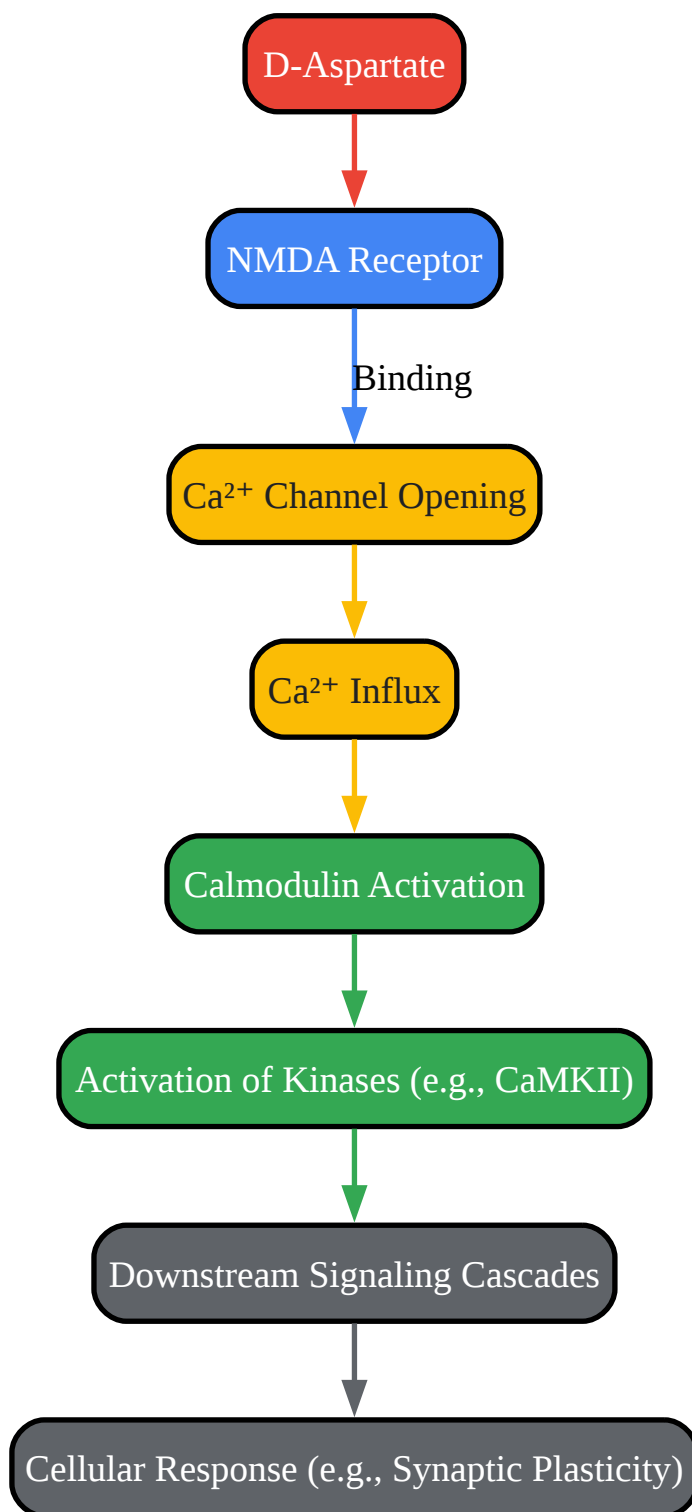 D-Aspartate
NMDA Receptor
Binding
Ca²⁺ Channel Opening
Ca²⁺ Influx
Calmodulin Activation
Activation of Kinases (e.g., CaMKII)
Downstream Signaling Cascades
Cellular Response (e.g., Synaptic Plasticity)